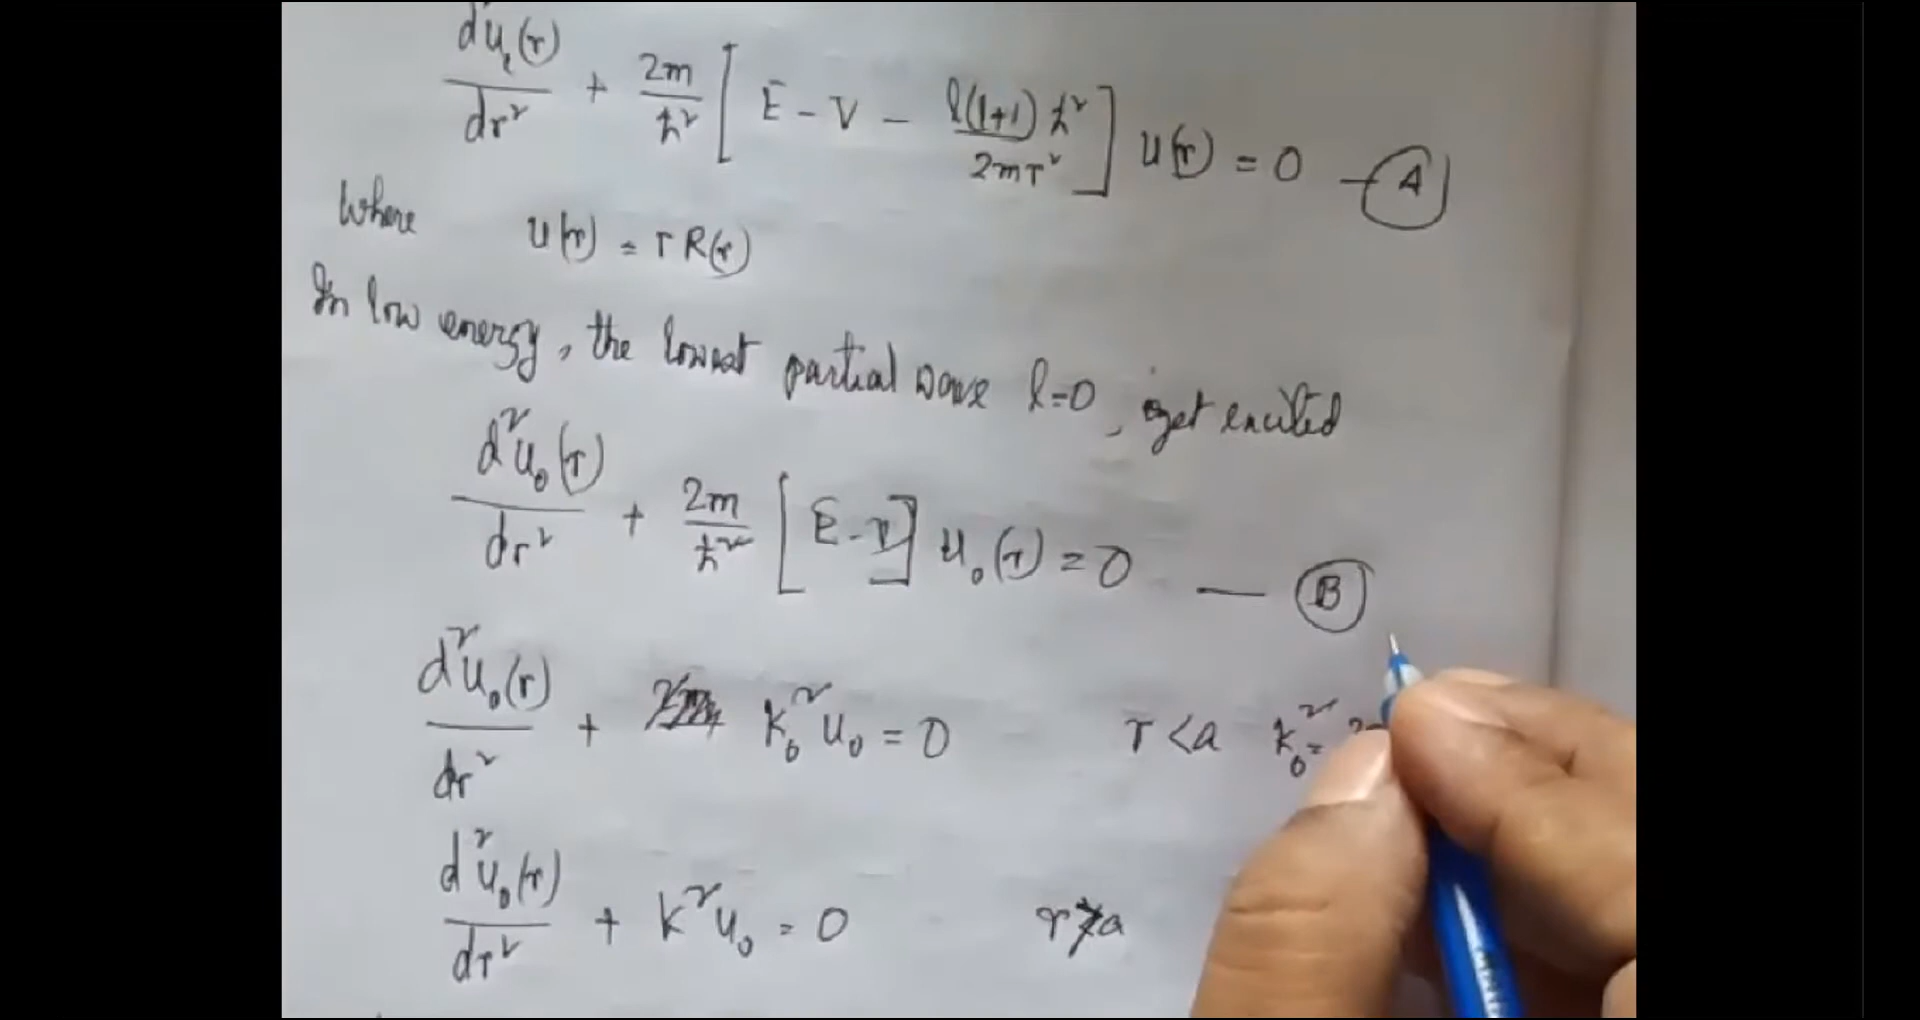 d²u_l(r)/dr² + 2m/ħ² [E - V - l(l+1)ħ²/2mr²] u(r) = 0 — (A)
Where u(r) = r R(r)
In low energy, the lowest partial wave l=0, get excited
d²u₀(r)/dr² + 2m/ħ² [E - V] u₀(r) = 0 — (B)
d²u₀(r)/dr² + k₀² u₀ = 0 r < a k₀² =
d²u₀(r)/dr² + k² u₀ = 0 r > a